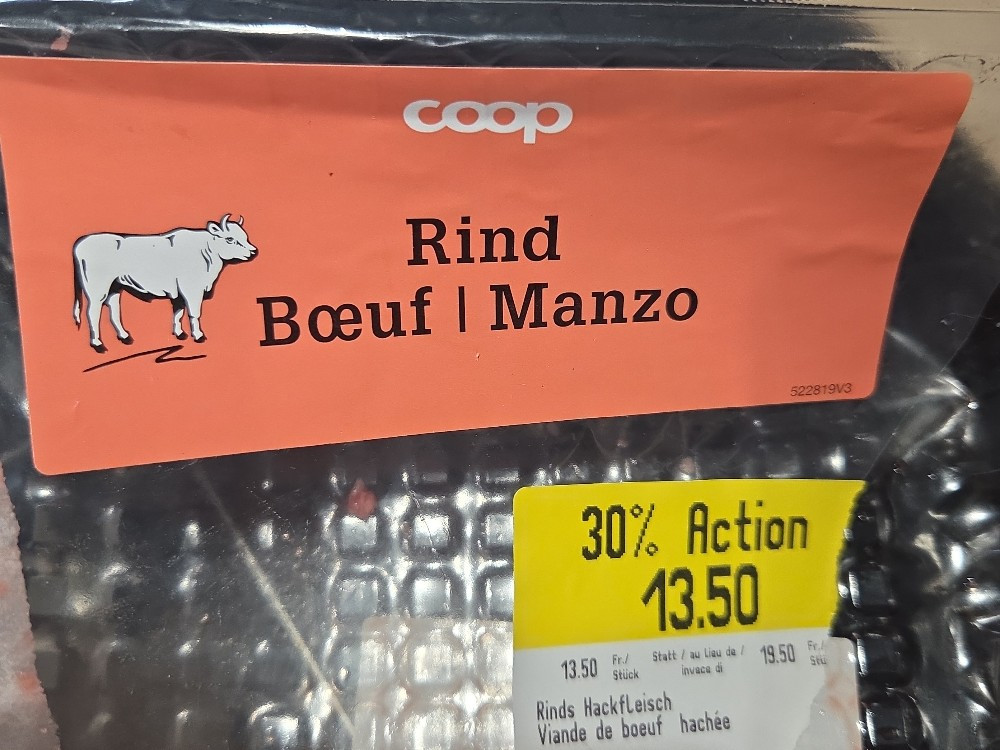 coop
Rind
Bœuf | Manzo
522819V3
30% Action
13.50
13.50 Fr./ Stück Statt / au lieu de / invece di 19.50 Fr./
Rinds Hackfleisch
Viande de boeuf hachée